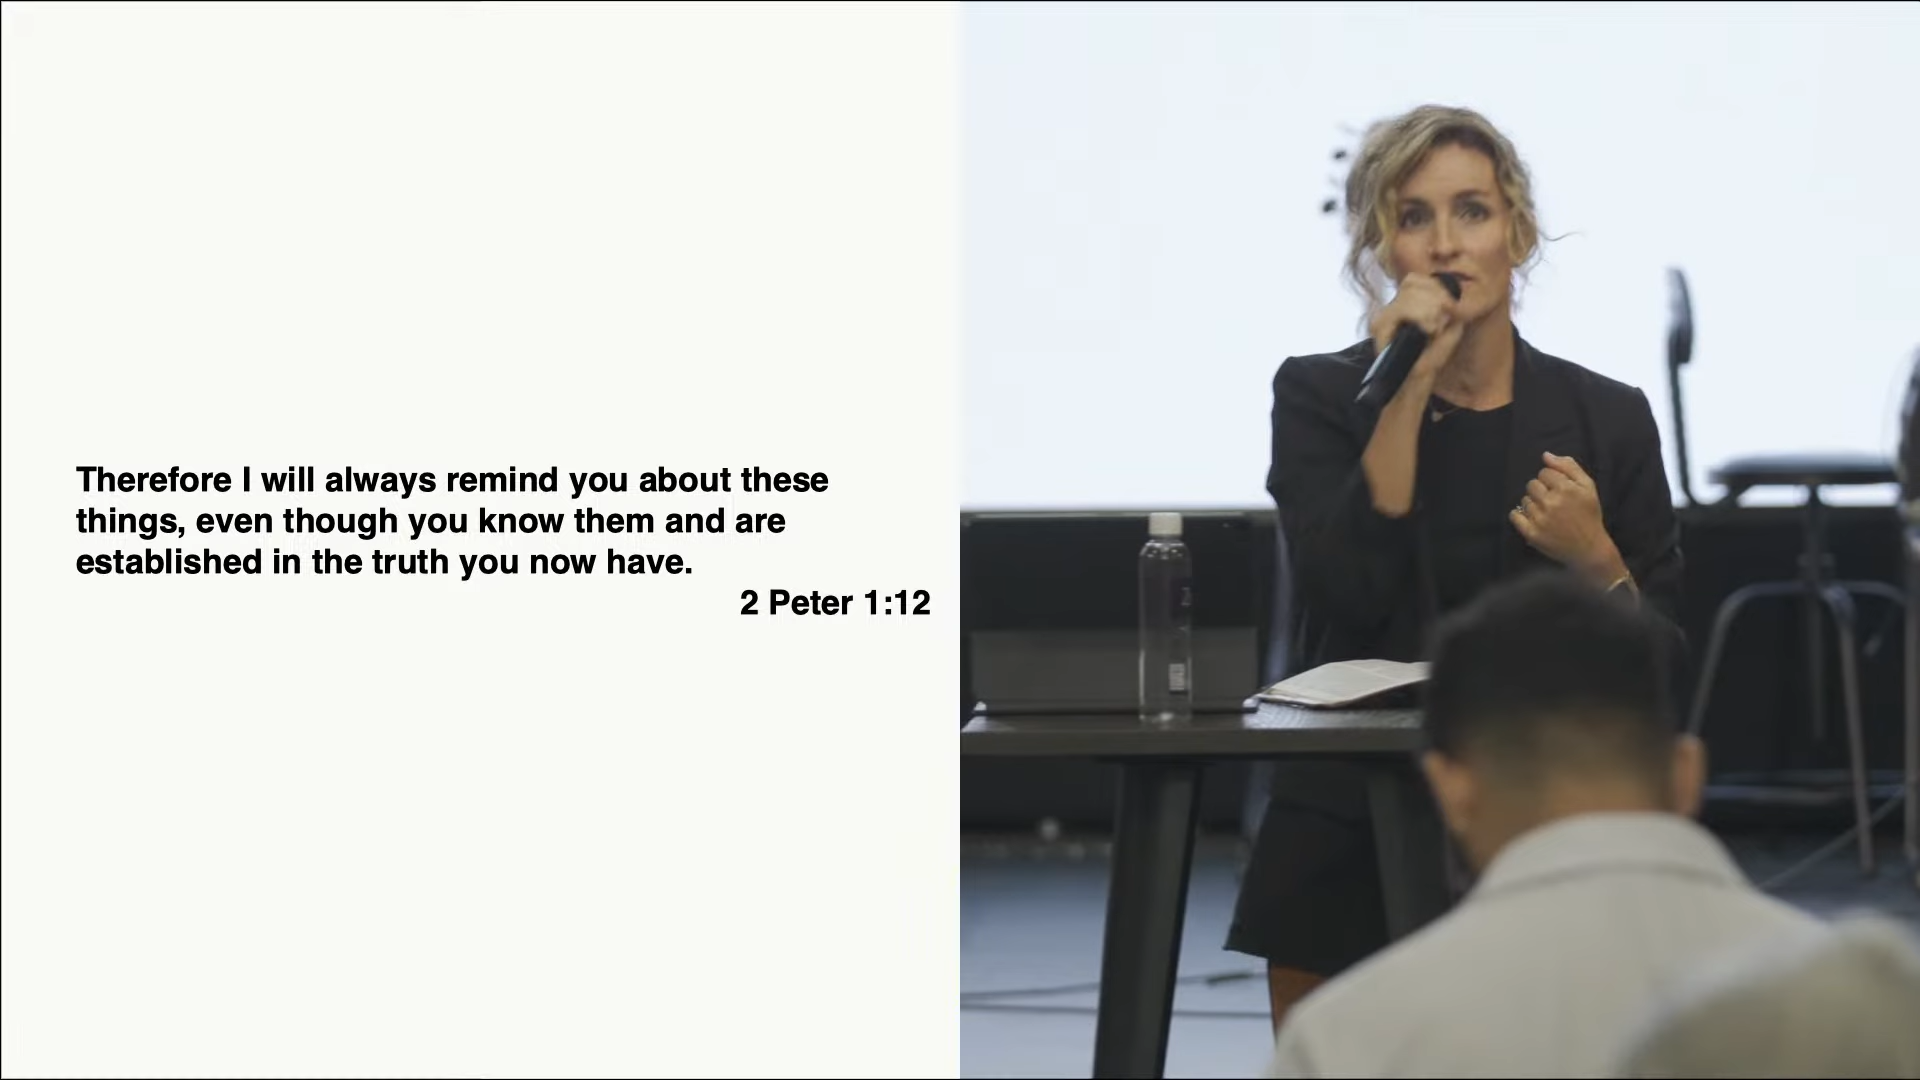 Therefore I will always remind you about these
things, even though you know them and are
established in the truth you now have.
2 Peter 1:12